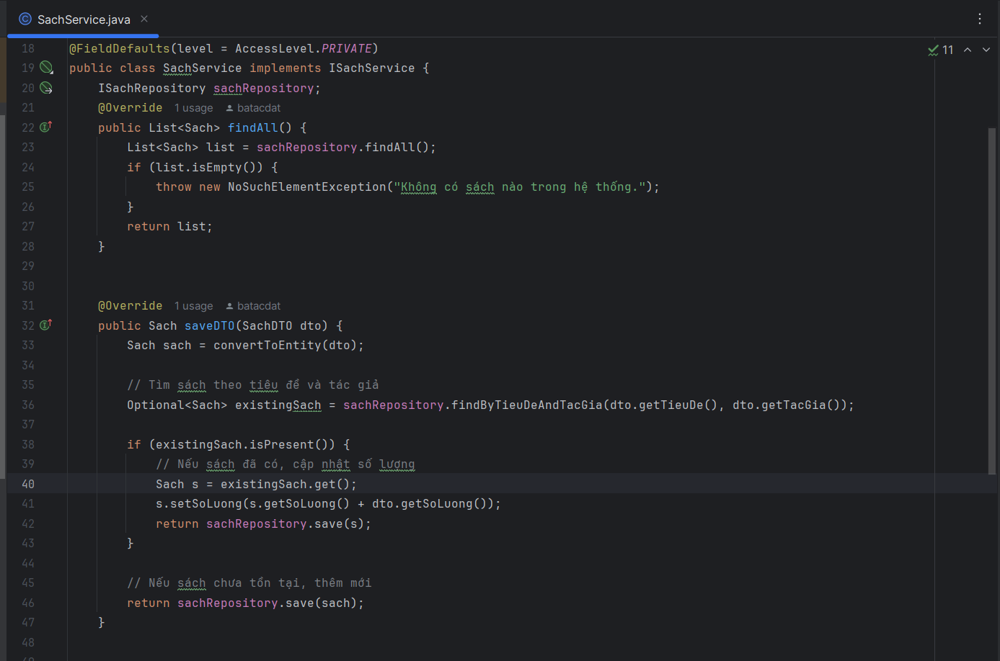 SachService.java
11
18 @FieldDefaults(level = AccessLevel.PRIVATE)
19 public class SachService implements ISachService {
20 ISachRepository sachRepository;
21 @Override 1 usage batacdat
22 public List<Sach> findAll() {
23 List<Sach> list = sachRepository.findAll();
24 if (list.isEmpty()) {
25 throw new NoSuchElementException("Không có sách nào trong hệ thống.");
26 }
27 return list;
28 }
29
30
31 @Override 1 usage batacdat
32 public Sach saveDTO(SachDTO dto) {
33 Sach sach = convertToEntity(dto);
34
35 // Tìm sách theo tiêu đề và tác giả
36 Optional<Sach> existingSach = sachRepository.findByTieuDeAndTacGia(dto.getTieuDe(), dto.getTacGia());
37
38 if (existingSach.isPresent()) {
39 // Nếu sách đã có, cập nhật số lượng
40 Sach s = existingSach.get();
41 s.setSoLuong(s.getSoLuong() + dto.getSoLuong());
42 return sachRepository.save(s);
43 }
44
45 // Nếu sách chưa tồn tại, thêm mới
46 return sachRepository.save(sach);
47 }
48